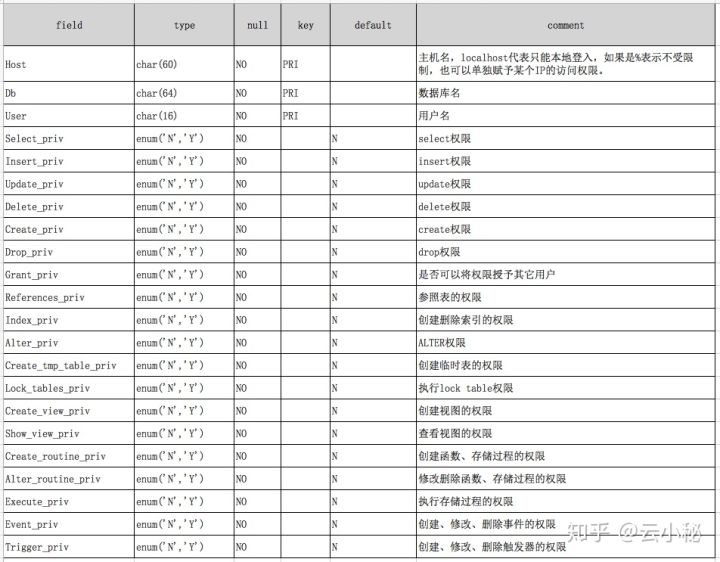 field type null key default comment
Host char(60) NO PRI 主机名，localhost代表只能本地登入，如果是%表示不受限
制，也可以单独赋予某个IP的访问权限。
Db char(64) NO PRI 数据库名
User char(16) NO PRI 用户名
Select_priv enum('N','Y') NO N select权限
Insert_priv enum('N','Y') NO N insert权限
Update_priv enum('N','Y') NO N update权限
Delete_priv enum('N','Y') NO N delete权限
Create_priv enum('N','Y') NO N create权限
Drop_priv enum('N','Y') NO N drop权限
Grant_priv enum('N','Y') NO N 是否可以将权限授予其它用户
References_priv enum('N','Y') NO N 参照表的权限
Index_priv enum('N','Y') NO N 创建删除索引的权限
Alter_priv enum('N','Y') NO N ALTER权限
Create_tmp_table_priv enum('N','Y') NO N 创建临时表的权限
Lock_tables_priv enum('N','Y') NO N 执行lock table权限
Create_view_priv enum('N','Y') NO N 创建视图的权限
Show_view_priv enum('N','Y') NO N 查看视图的权限
Create_routine_priv enum('N','Y') NO N 创建函数、存储过程的权限
Alter_routine_priv enum('N','Y') NO N 修改删除函数、存储过程的权限
Execute_priv enum('N','Y') NO N 执行存储过程的权限
Event_priv enum('N','Y') NO N 创建、修改、删除事件的权限
Trigger_priv enum('N','Y') NO N 创建、修改、删除触发器的权限
知乎 @云小秘